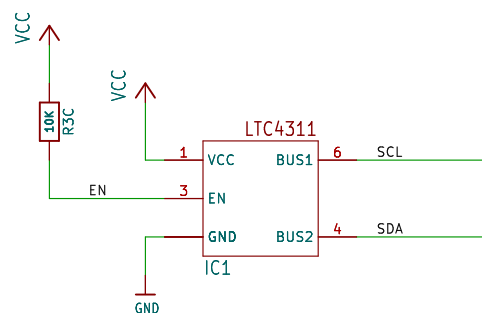 VCC
10K
R3C
VCC
LTC4311
1 VCC BUS1 6 SCL
EN 3 EN
GND BUS2 4 SDA
IC1
GND